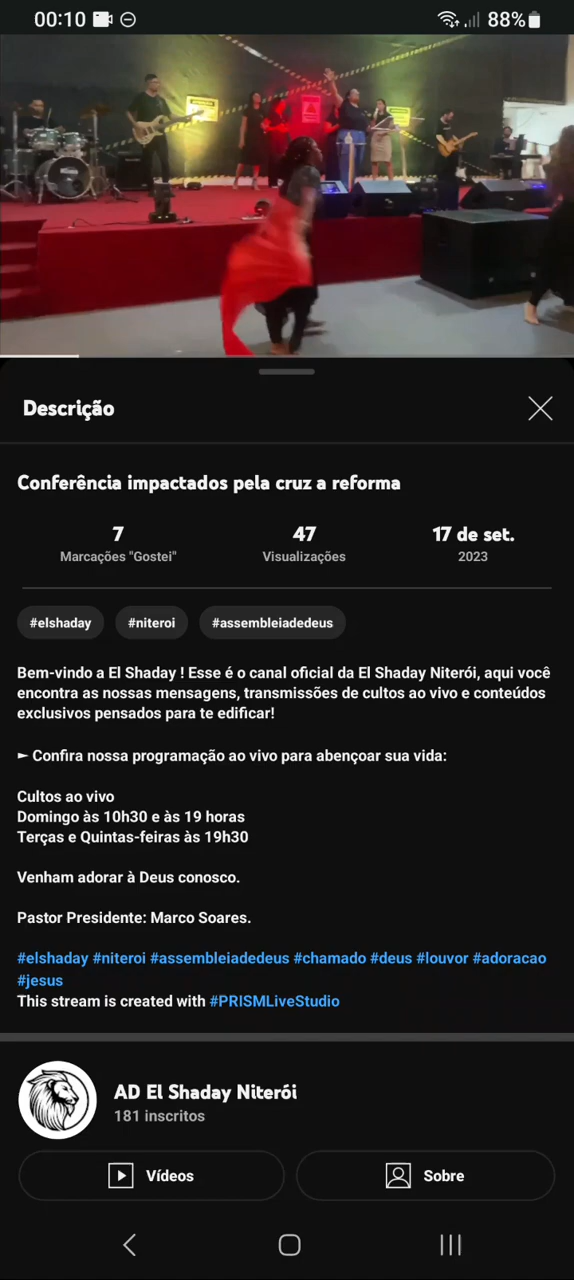 00:10
88%
Descrição
Conferência impactados pela cruz a reforma
7
47
17 de set.
Marcações "Gostei"
Visualizações
2023
#elshaday
#niteroi
#assembleiadedeus
Bem-vindo a El Shaday ! Esse é o canal oficial da El Shaday Niterói, aqui você
encontra as nossas mensagens, transmissões de cultos ao vivo e conteúdos
exclusivos pensados para te edificar!
► Confira nossa programação ao vivo para abençoar sua vida:
Cultos ao vivo
Domingo às 10h30 e às 19 horas
Terças e Quintas-feiras às 19h30
Venham adorar à Deus conosco.
Pastor Presidente: Marco Soares.
#elshaday #niteroi #assembleiadedeus #chamado #deus #louvor #adoracao
#jesus
This stream is created with #PRISMLiveStudio
AD El Shaday Niterói
181 inscritos
Vídeos
Sobre